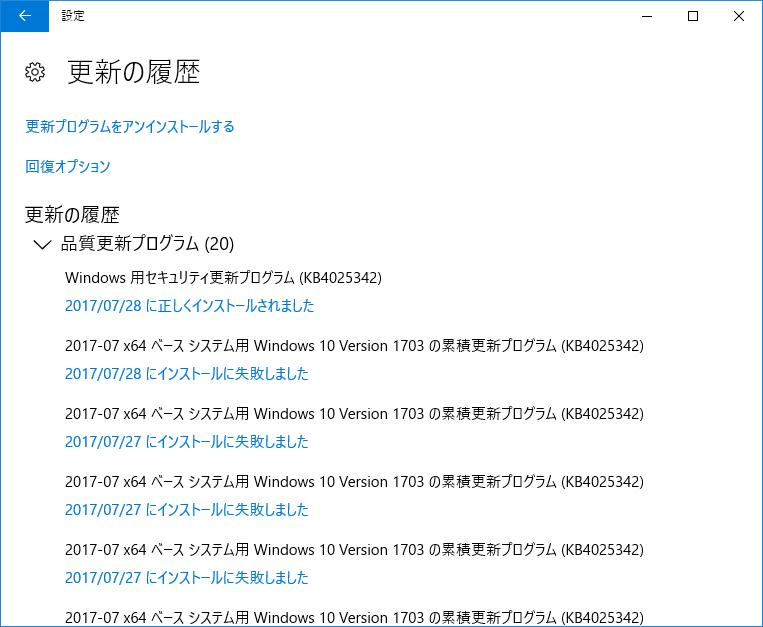 設定
更新の履歴
更新プログラムをアンインストールする
回復オプション
更新の履歴
品質更新プログラム (20)
Windows 用セキュリティ更新プログラム (KB4025342)
2017/07/28 に正しくインストールされました
2017-07 x64 ベース システム用 Windows 10 Version 1703 の累積更新プログラム (KB4025342)
2017/07/28 にインストールに失敗しました
2017-07 x64 ベース システム用 Windows 10 Version 1703 の累積更新プログラム (KB4025342)
2017/07/27 にインストールに失敗しました
2017-07 x64 ベース システム用 Windows 10 Version 1703 の累積更新プログラム (KB4025342)
2017/07/27 にインストールに失敗しました
2017-07 x64 ベース システム用 Windows 10 Version 1703 の累積更新プログラム (KB4025342)
2017/07/27 にインストールに失敗しました
2017-07 x64 ベース システム用 Windows 10 Version 1703 の累積更新プログラム (KB4025342)